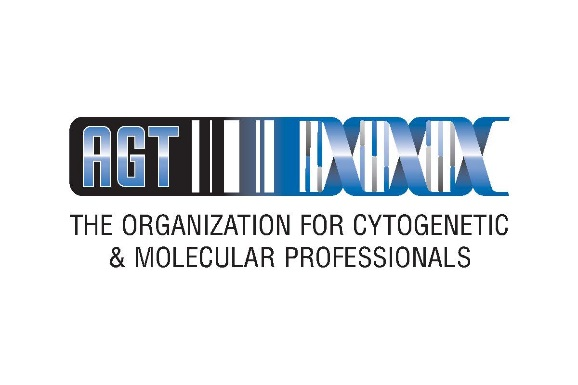 AGT
THE ORGANIZATION FOR CYTOGENETIC
& MOLECULAR PROFESSIONALS